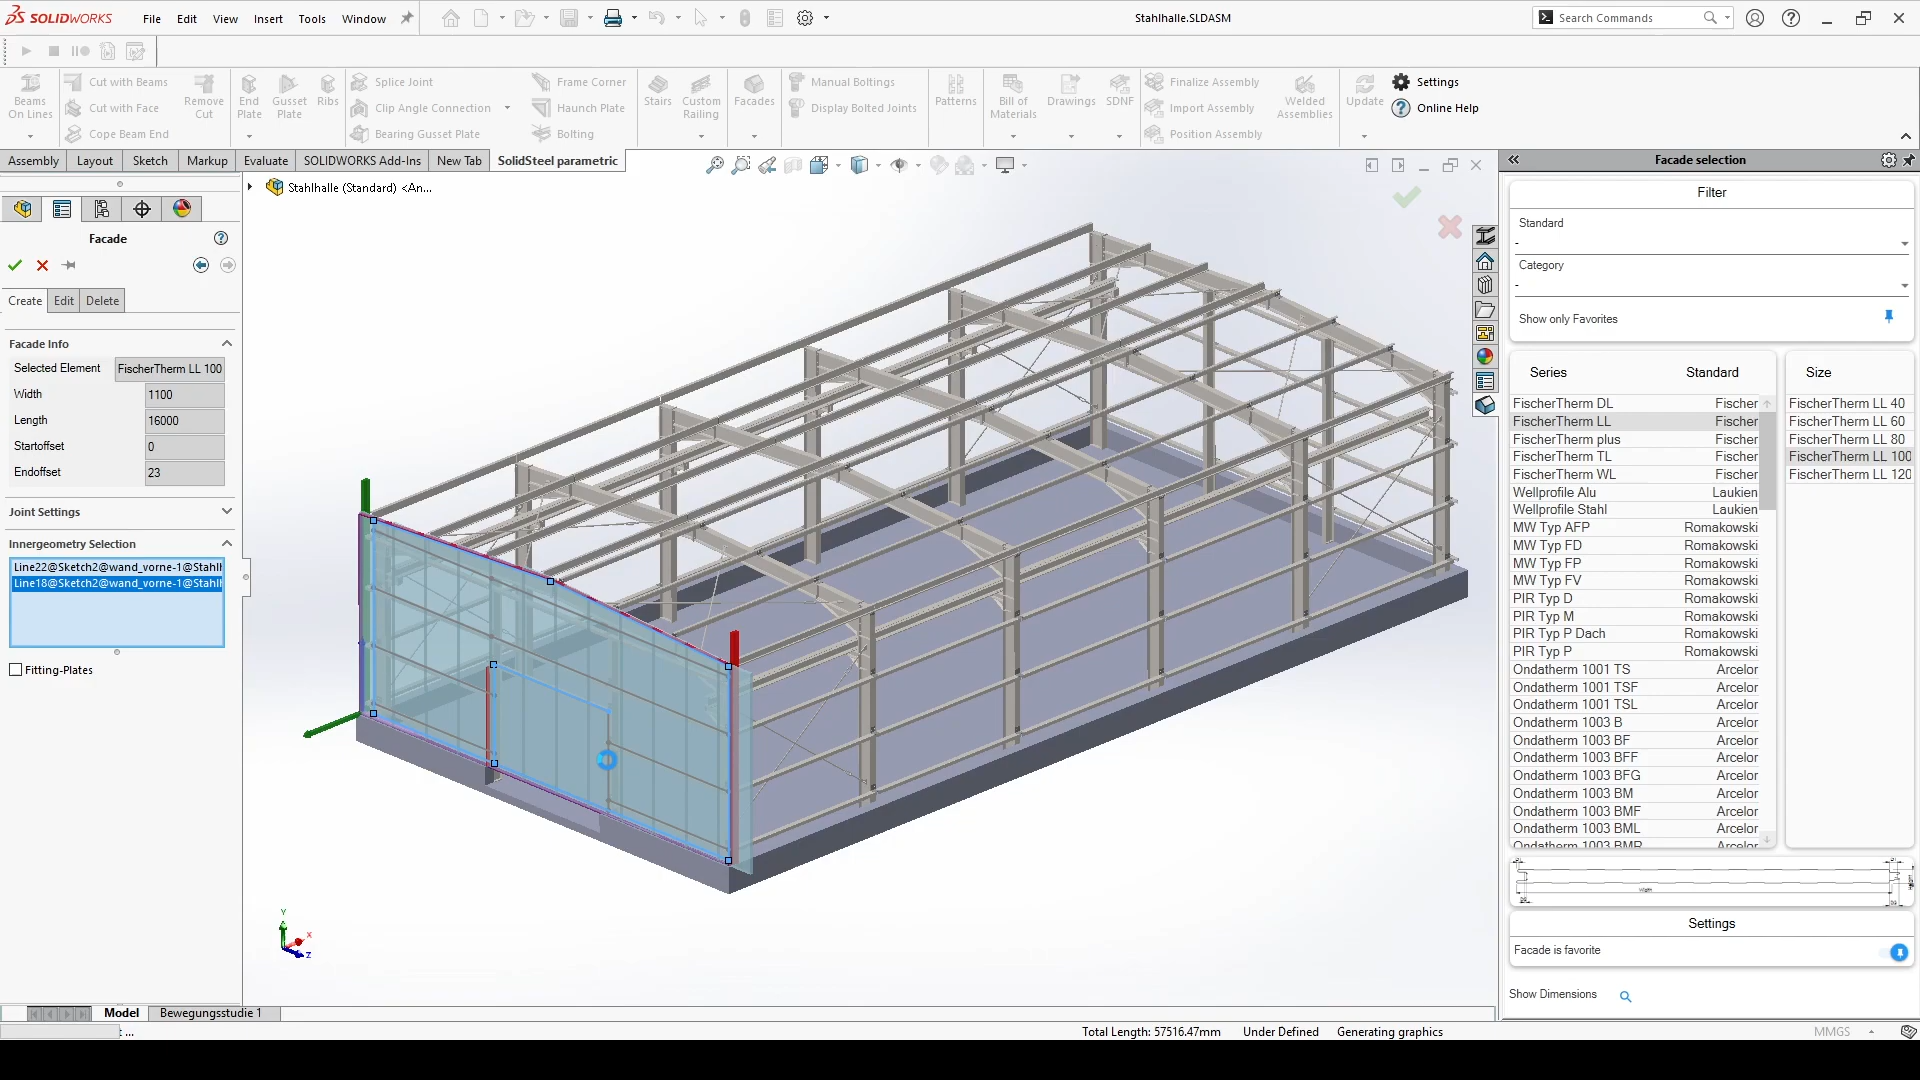 SOLIDWORKS
File Edit View Insert Tools Window
Stahlhalle.SLDASM
Search Commands
Beams On Lines
Cut with Beams
Cut with Face
Cope Beam End
Remove Cut
End Plate
Gusset Plate
Ribs
Splice Joint
Clip Angle Connection
Bearing Gusset Plate
Frame Corner
Haunch Plate
Bolting
Stairs
Custom Railing
Facades
Manual Boltings
Display Bolted Joints
Patterns
Bill of Materials
Drawings
SDNF
Finalize Assembly
Import Assembly
Position Assembly
Welded Assemblies
Update
Settings
Online Help
Assembly Layout Sketch Markup Evaluate SOLIDWORKS Add-Ins New Tab SolidSteel parametric
Stahlhalle (Standard) <An...
Facade
Create Edit Delete
Facade Info
Selected Element FischerTherm LL 100
Width 1100
Length 16000
Startoffset 0
Endoffset 23
Joint Settings
Innergeometry Selection
Line22@Sketch2@wand_vorne-1@Stahlh
Line18@Sketch2@wand_vorne-1@Stahlh
Fitting-Plates
Y
X
Z
Facade selection
Filter
Standard
-
Category
-
Show only Favorites
Series Standard
FischerTherm DL Fischer
FischerTherm LL Fischer
FischerTherm plus Fischer
FischerTherm TL Fischer
FischerTherm WL Fischer
Wellprofile Alu Laukien
Wellprofile Stahl Laukien
MW Typ AFP Romakowski
MW Typ FD Romakowski
MW Typ FP Romakowski
MW Typ FV Romakowski
PIR Typ D Romakowski
PIR Typ M Romakowski
PIR Typ P Dach Romakowski
PIR Typ P Romakowski
Ondatherm 1001 TS Arcelor
Ondatherm 1001 TSF Arcelor
Ondatherm 1001 TSL Arcelor
Ondatherm 1003 B Arcelor
Ondatherm 1003 BF Arcelor
Ondatherm 1003 BFF Arcelor
Ondatherm 1003 BFG Arcelor
Ondatherm 1003 BM Arcelor
Ondatherm 1003 BMF Arcelor
Ondatherm 1003 BML Arcelor
Ondatherm 1003 BMR Arcelor
Size
FischerTherm LL 40
FischerTherm LL 60
FischerTherm LL 80
FischerTherm LL 100
FischerTherm LL 120
Settings
Facade is favorite
Show Dimensions
Model Bewegungsstudie 1
...
Total Length: 57516.47mm Under Defined Generating graphics
MMGS